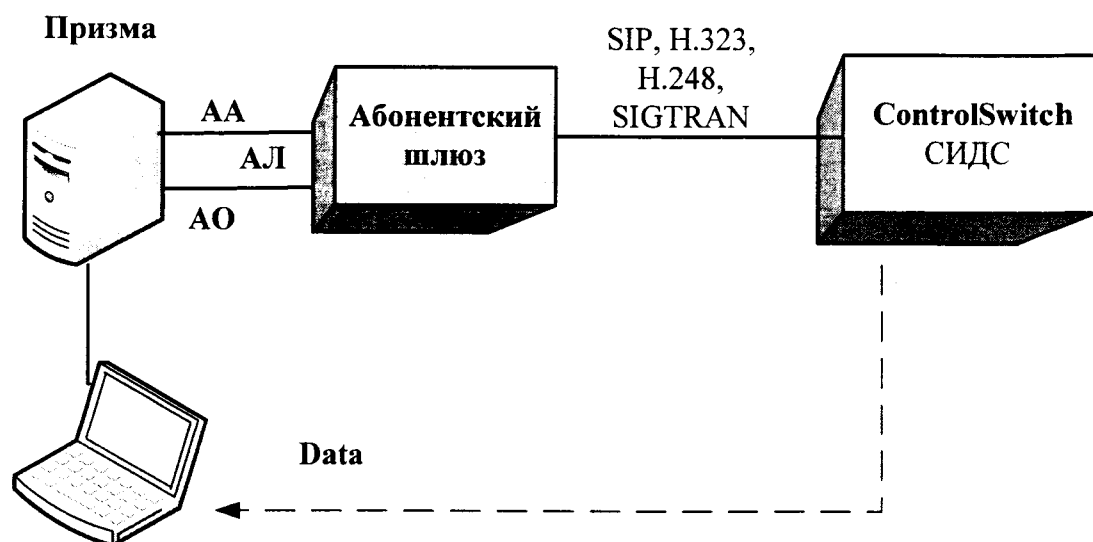 Призма
АА
АЛ
АО
Абонентский
шлюз
SIP, H.323,
H.248,
SIGTRAN
ControlSwitch
СИДС
Data